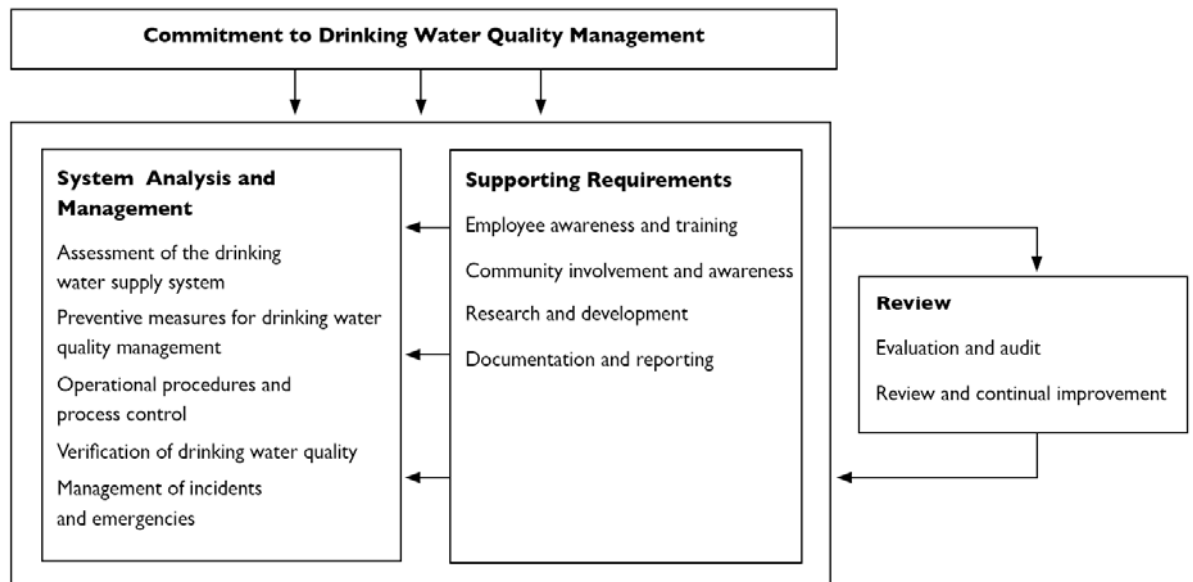 Commitment to Drinking Water Quality Management
System Analysis and
Management
Assessment of the drinking
water supply system
Preventive measures for drinking water
quality management
Operational procedures and
process control
Verification of drinking water quality
Management of incidents
and emergencies
Supporting Requirements
Employee awareness and training
Community involvement and awareness
Research and development
Documentation and reporting
Review
Evaluation and audit
Review and continual improvement